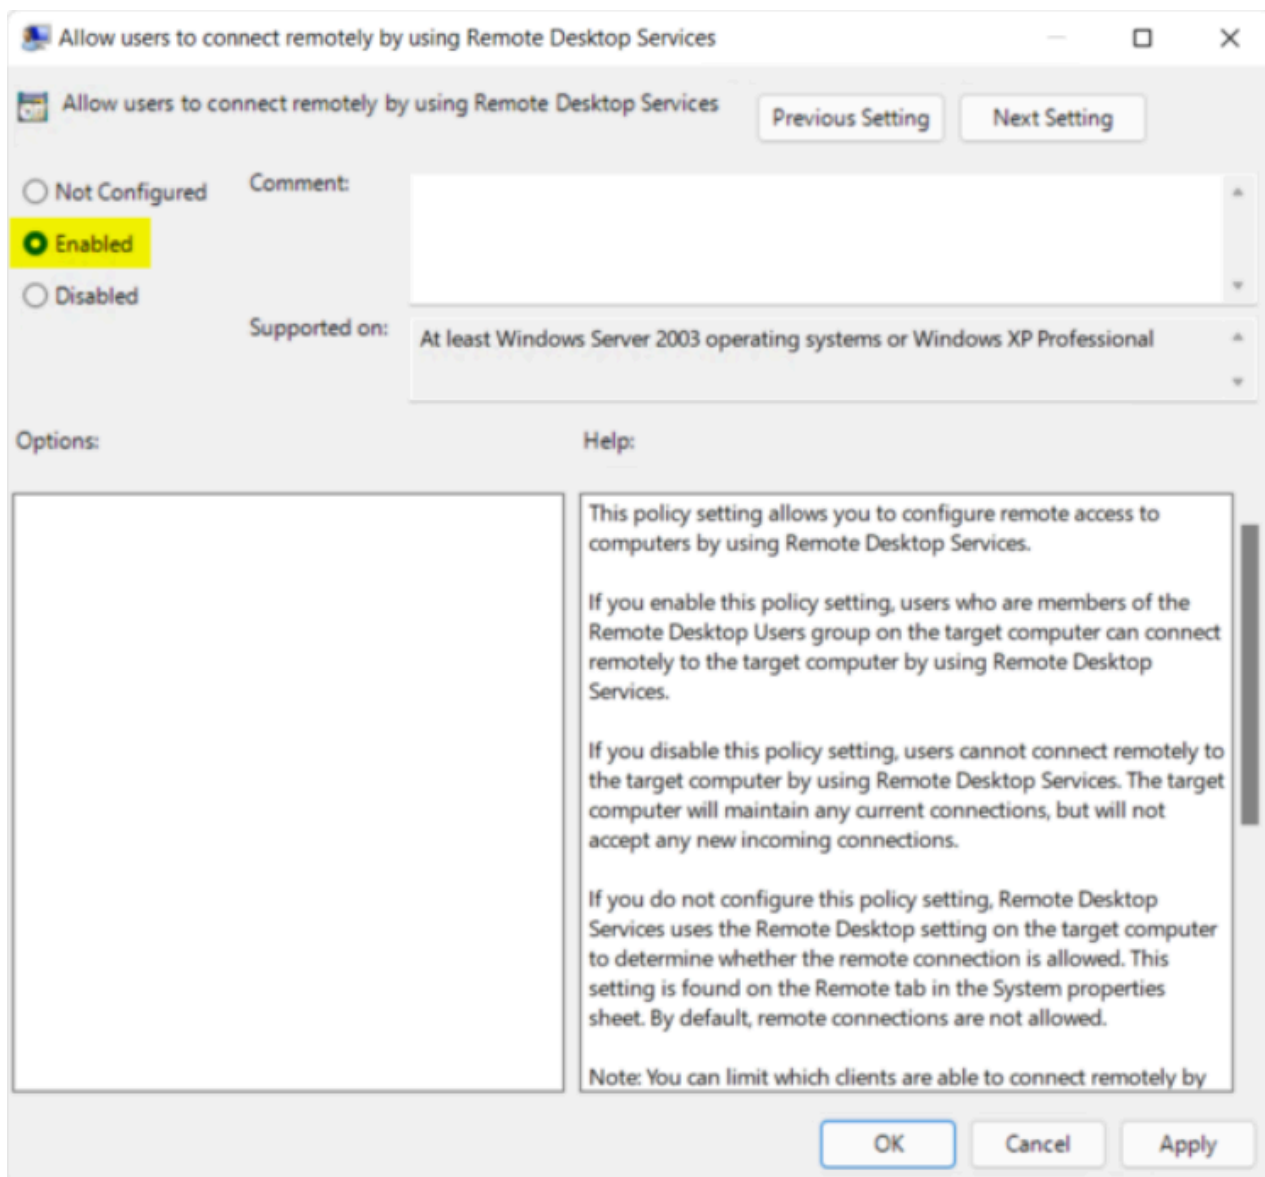 Allow users to connect remotely by using Remote Desktop Services
Allow users to connect remotely by using Remote Desktop Services
Previous Setting
Next Setting
Not Configured
Enabled
Disabled
Comment:
Supported on:
At least Windows Server 2003 operating systems or Windows XP Professional
Options:
Help:
This policy setting allows you to configure remote access to
computers by using Remote Desktop Services.
If you enable this policy setting, users who are members of the
Remote Desktop Users group on the target computer can connect
remotely to the target computer by using Remote Desktop
Services.
If you disable this policy setting, users cannot connect remotely to
the target computer by using Remote Desktop Services. The target
computer will maintain any current connections, but will not
accept any new incoming connections.
If you do not configure this policy setting, Remote Desktop
Services uses the Remote Desktop setting on the target computer
to determine whether the remote connection is allowed. This
setting is found on the Remote tab in the System properties
sheet. By default, remote connections are not allowed.
Note: You can limit which clients are able to connect remotely by
OK
Cancel
Apply